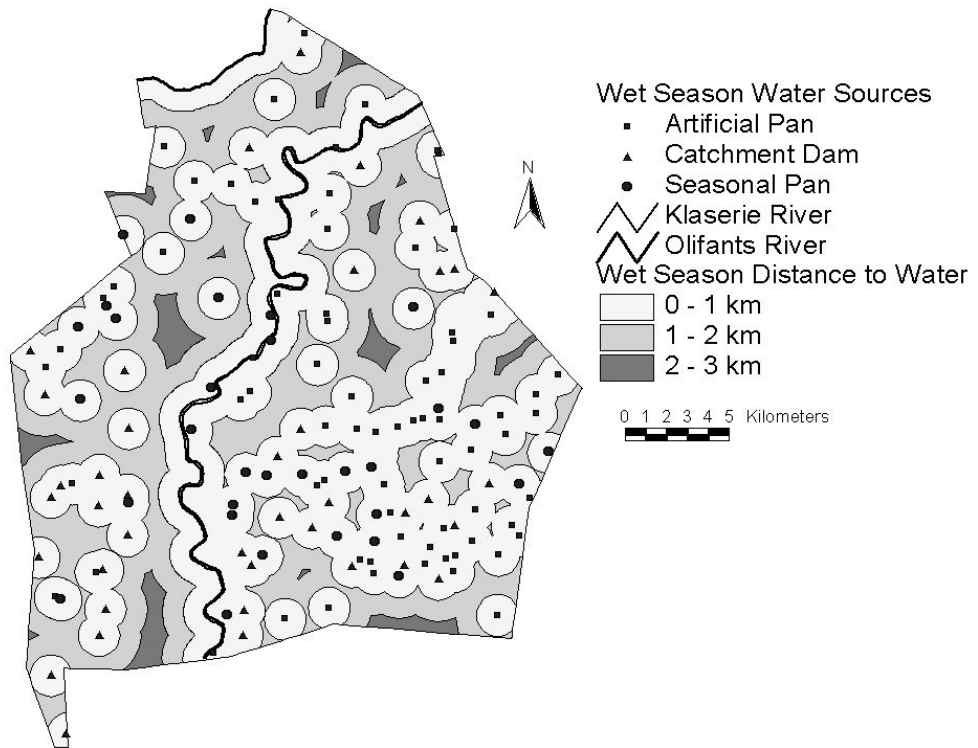 Wet Season Water Sources
Artificial Pan
Catchment Dam
Seasonal Pan
Klaserie River
Olifants River
Wet Season Distance to Water
0 - 1 km
1 - 2 km
2 - 3 km
N
0 1 2 3 4 5 Kilometers